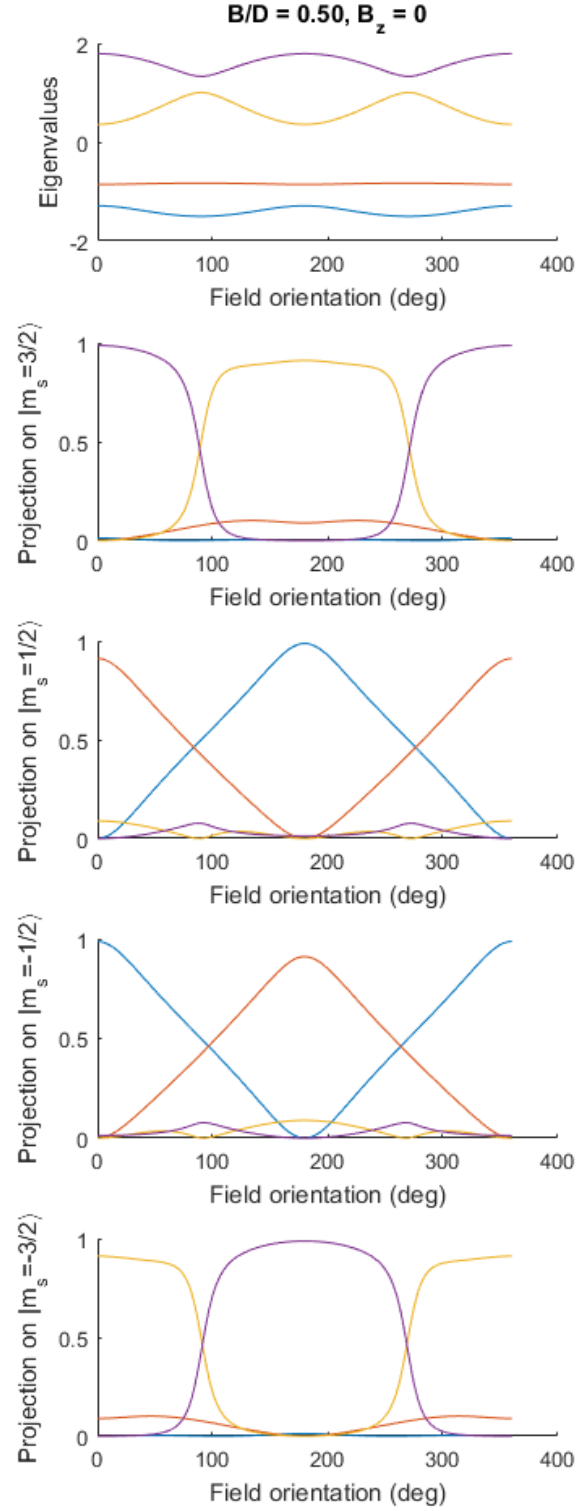 B/D = 0.50, B_z = 0
2
0
-2
Eigenvalues
0 100 200 300 400
Field orientation (deg)
1
0.5
0
Projection on |m_s=3/2⟩
0 100 200 300 400
Field orientation (deg)
1
0.5
0
Projection on |m_s=1/2⟩
0 100 200 300 400
Field orientation (deg)
1
0.5
0
Projection on |m_s=-1/2⟩
0 100 200 300 400
Field orientation (deg)
1
0.5
0
Projection on |m_s=-3/2⟩
0 100 200 300 400
Field orientation (deg)